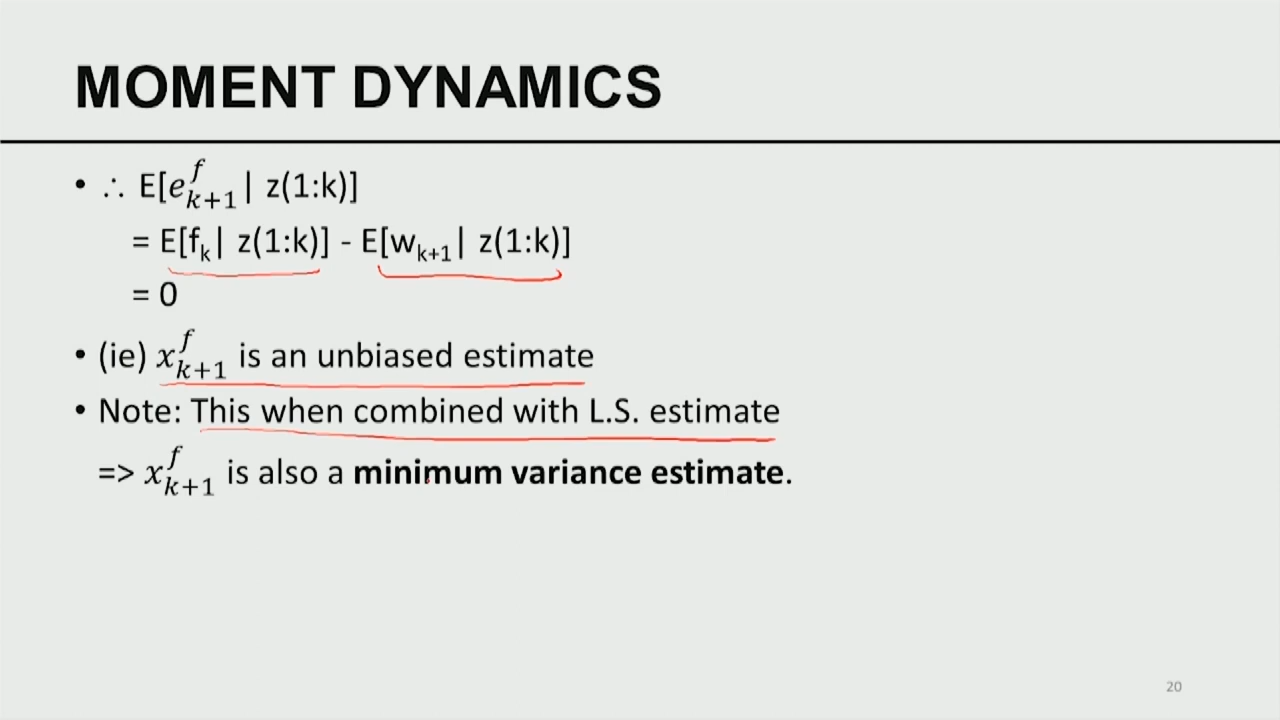 MOMENT DYNAMICS
• ∴ E[e^f_{k+1}| z(1:k)]
= E[f_k| z(1:k)] - E[w_{k+1}| z(1:k)]
= 0
• (ie) x^f_{k+1} is an unbiased estimate
• Note: This when combined with L.S. estimate
=> x^f_{k+1} is also a minimum variance estimate.
20